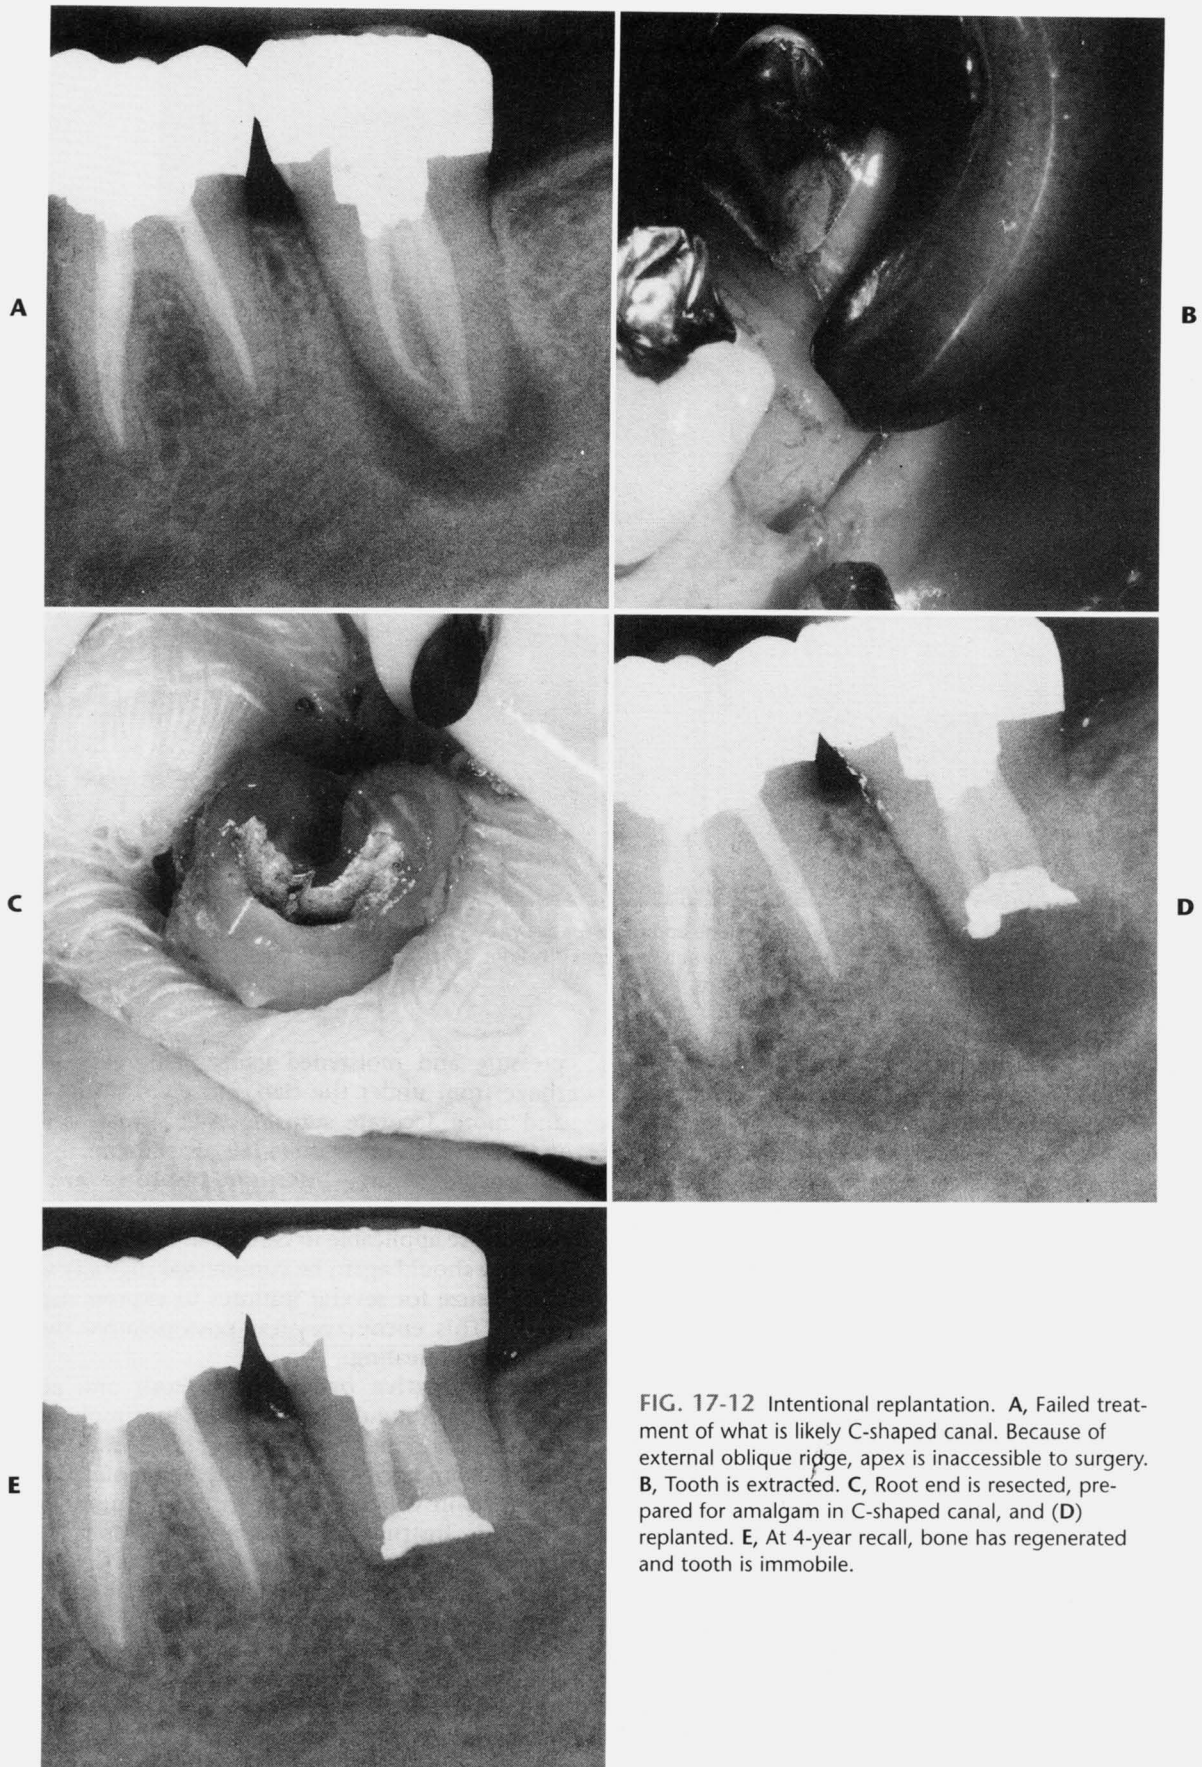 A
B
C
D
E
FIG. 17-12 Intentional replantation. A, Failed treat-
ment of what is likely C-shaped canal. Because of
external oblique ridge, apex is inaccessible to surgery.
B, Tooth is extracted. C, Root end is resected, pre-
pared for amalgam in C-shaped canal, and (D)
replanted. E, At 4-year recall, bone has regenerated
and tooth is immobile.